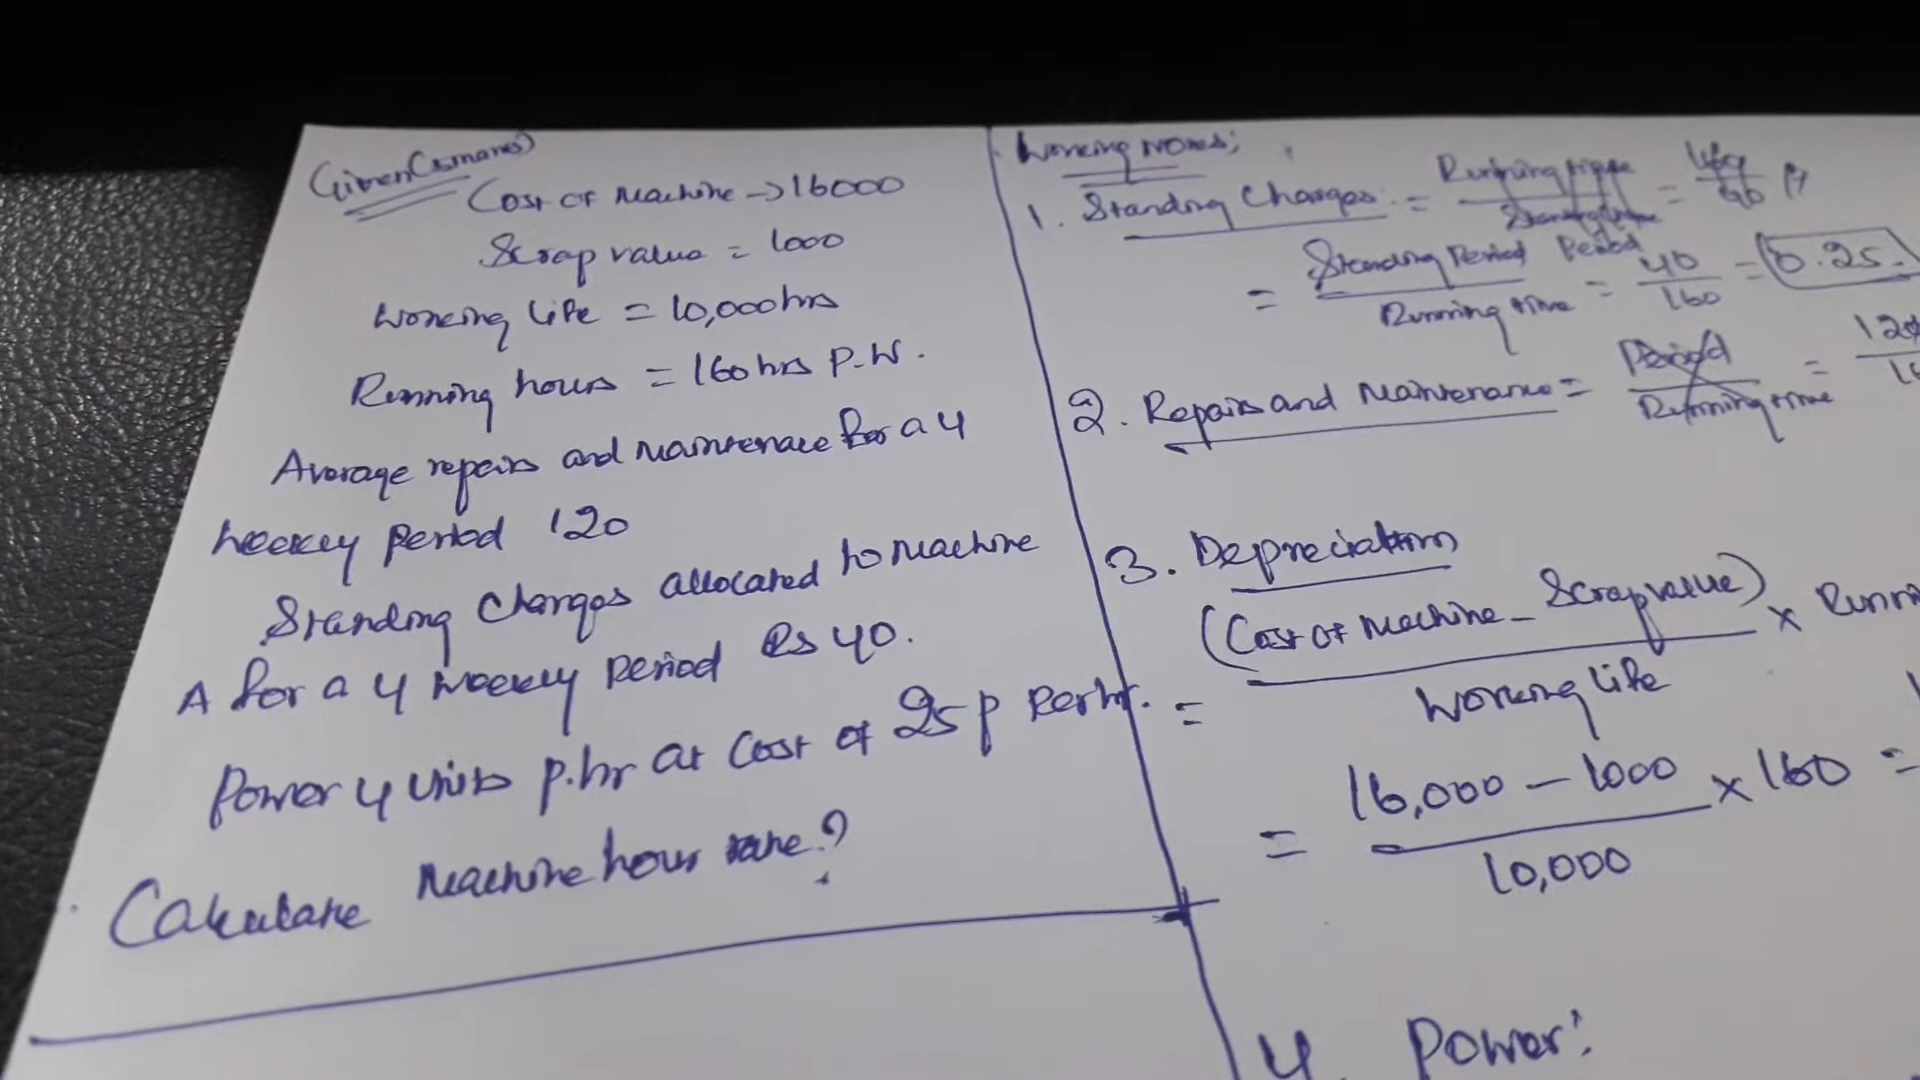 Given (5 marks)
Cost of Machine → 16000
Scrap value = 1000
Working life = 10,000 hrs
Running hours = 160 hrs P.W.
Average repairs and maintenace for a 4
weekly period 120
Standing Charges allocated to Machine
A for a 4 weekly period Rs 40.
Power 4 Units p.hr at Cost of 25 p per hr.
Calculate Machine hour rate?
Working Notes;
1. Standing Charges =
= Standing Period / Running time = 40 / 160 = 0.25.
2. Repairs and Maintenance = Period / Running time =
3. Depreciation
= (Cost of Machine - Scrap value) / Working life ×
= 16,000 - 1000 / 10,000 × 160 =
4. Power: